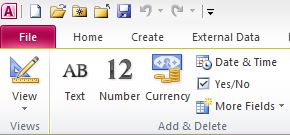 A
File Home Create External Data
AB 12 Date & Time
Yes/No
View Text Number Currency More Fields
Views Add & Delete